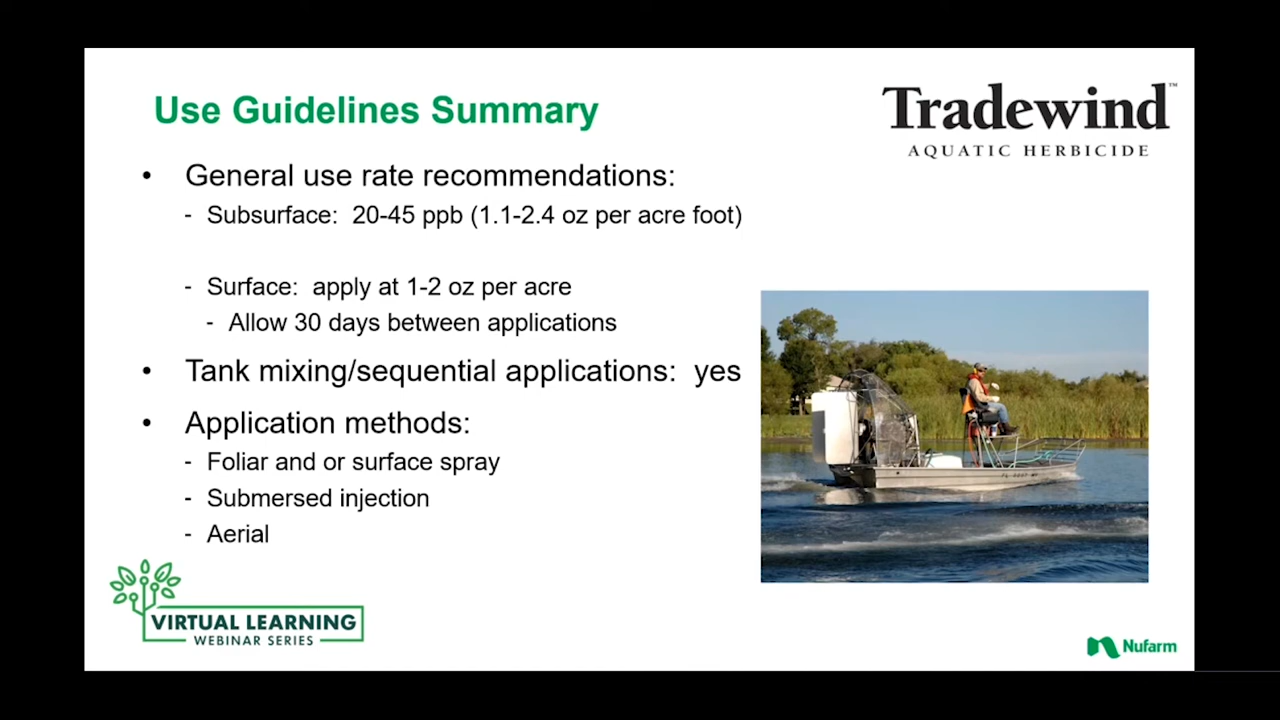 Use Guidelines Summary
Tradewind™
AQUATIC HERBICIDE
• General use rate recommendations:
- Subsurface: 20-45 ppb (1.1-2.4 oz per acre foot)
- Surface: apply at 1-2 oz per acre
- Allow 30 days between applications
• Tank mixing/sequential applications: yes
• Application methods:
- Foliar and or surface spray
- Submersed injection
- Aerial
VIRTUAL LEARNING
WEBINAR SERIES
Nufarm